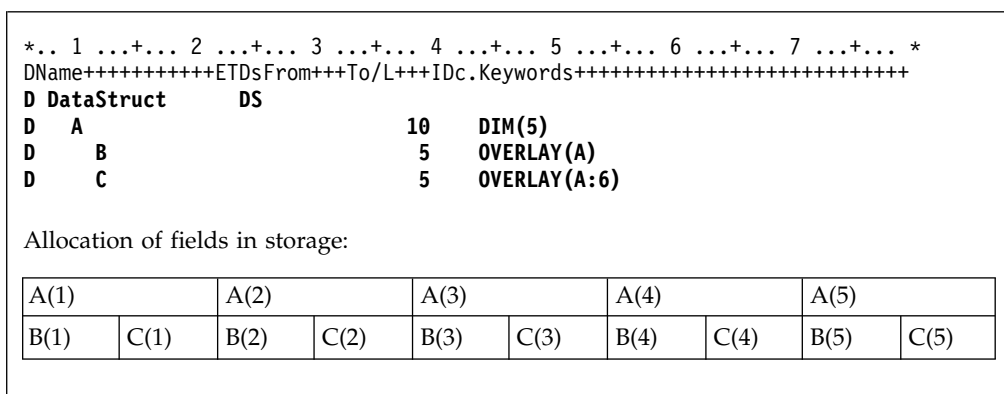 *.. 1 ...+... 2 ...+... 3 ...+... 4 ...+... 5 ...+... 6 ...+... 7 ...+... *
DName+++++++++++ETDsFrom+++To/L+++IDc.Keywords++++++++++++++++++++++++++++
D DataStruct      DS
D   A                            10    DIM(5)
D     B                           5    OVERLAY(A)
D     C                           5    OVERLAY(A:6)
Allocation of fields in storage:
A(1) A(2) A(3) A(4) A(5)
B(1) C(1) B(2) C(2) B(3) C(3) B(4) C(4) B(5) C(5)